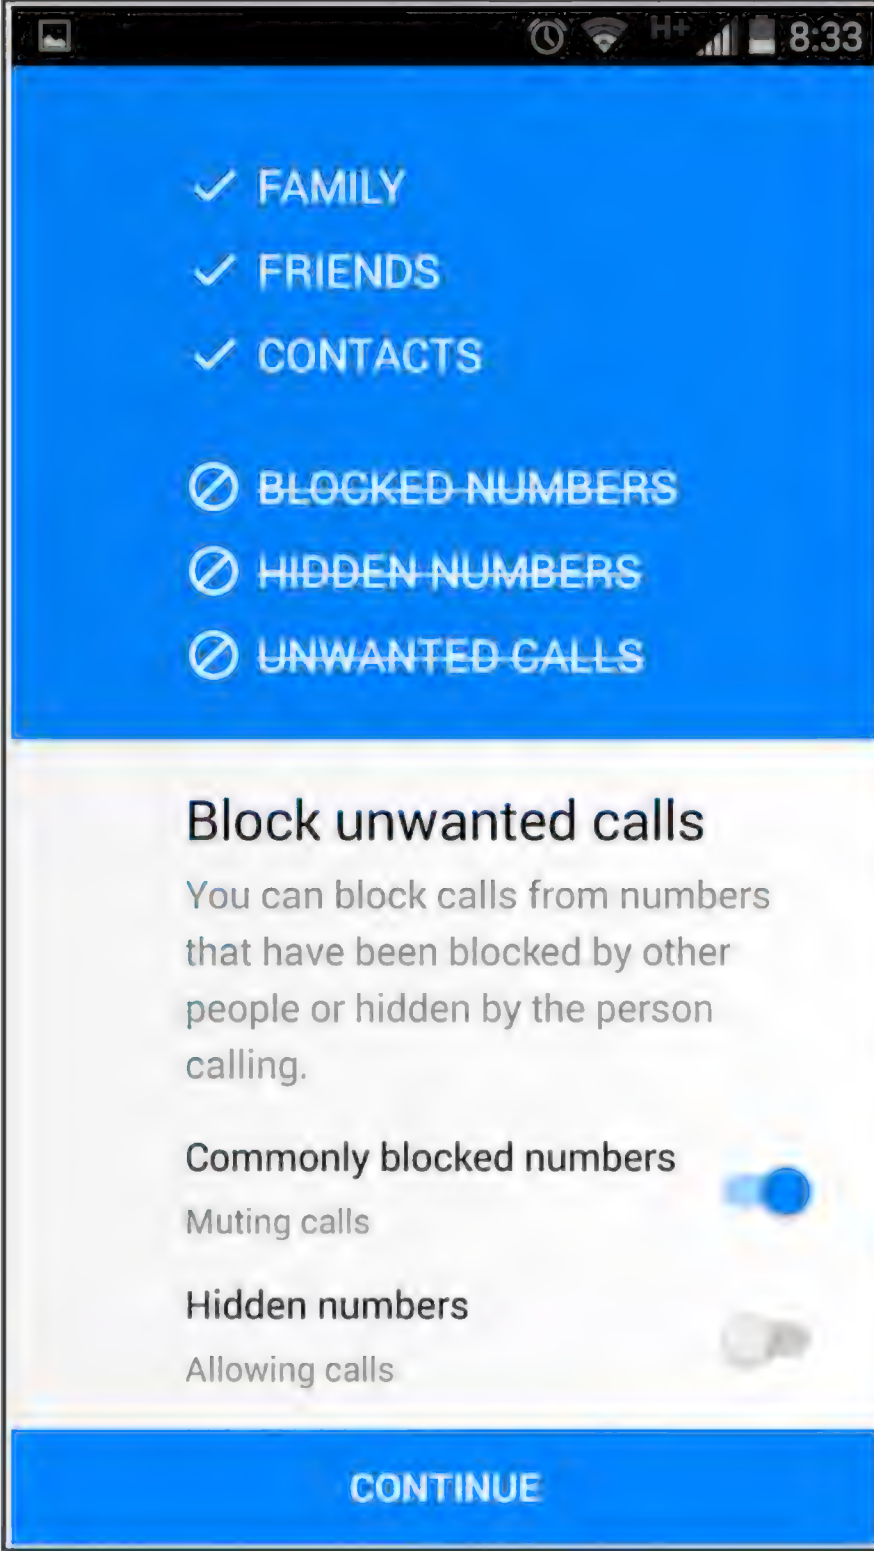 H+ 8:33
FAMILY
FRIENDS
CONTACTS
BLOCKED NUMBERS
HIDDEN NUMBERS
UNWANTED CALLS
Block unwanted calls
You can block calls from numbers
that have been blocked by other
people or hidden by the person
calling.
Commonly blocked numbers
Muting calls
Hidden numbers
Allowing calls
CONTINUE